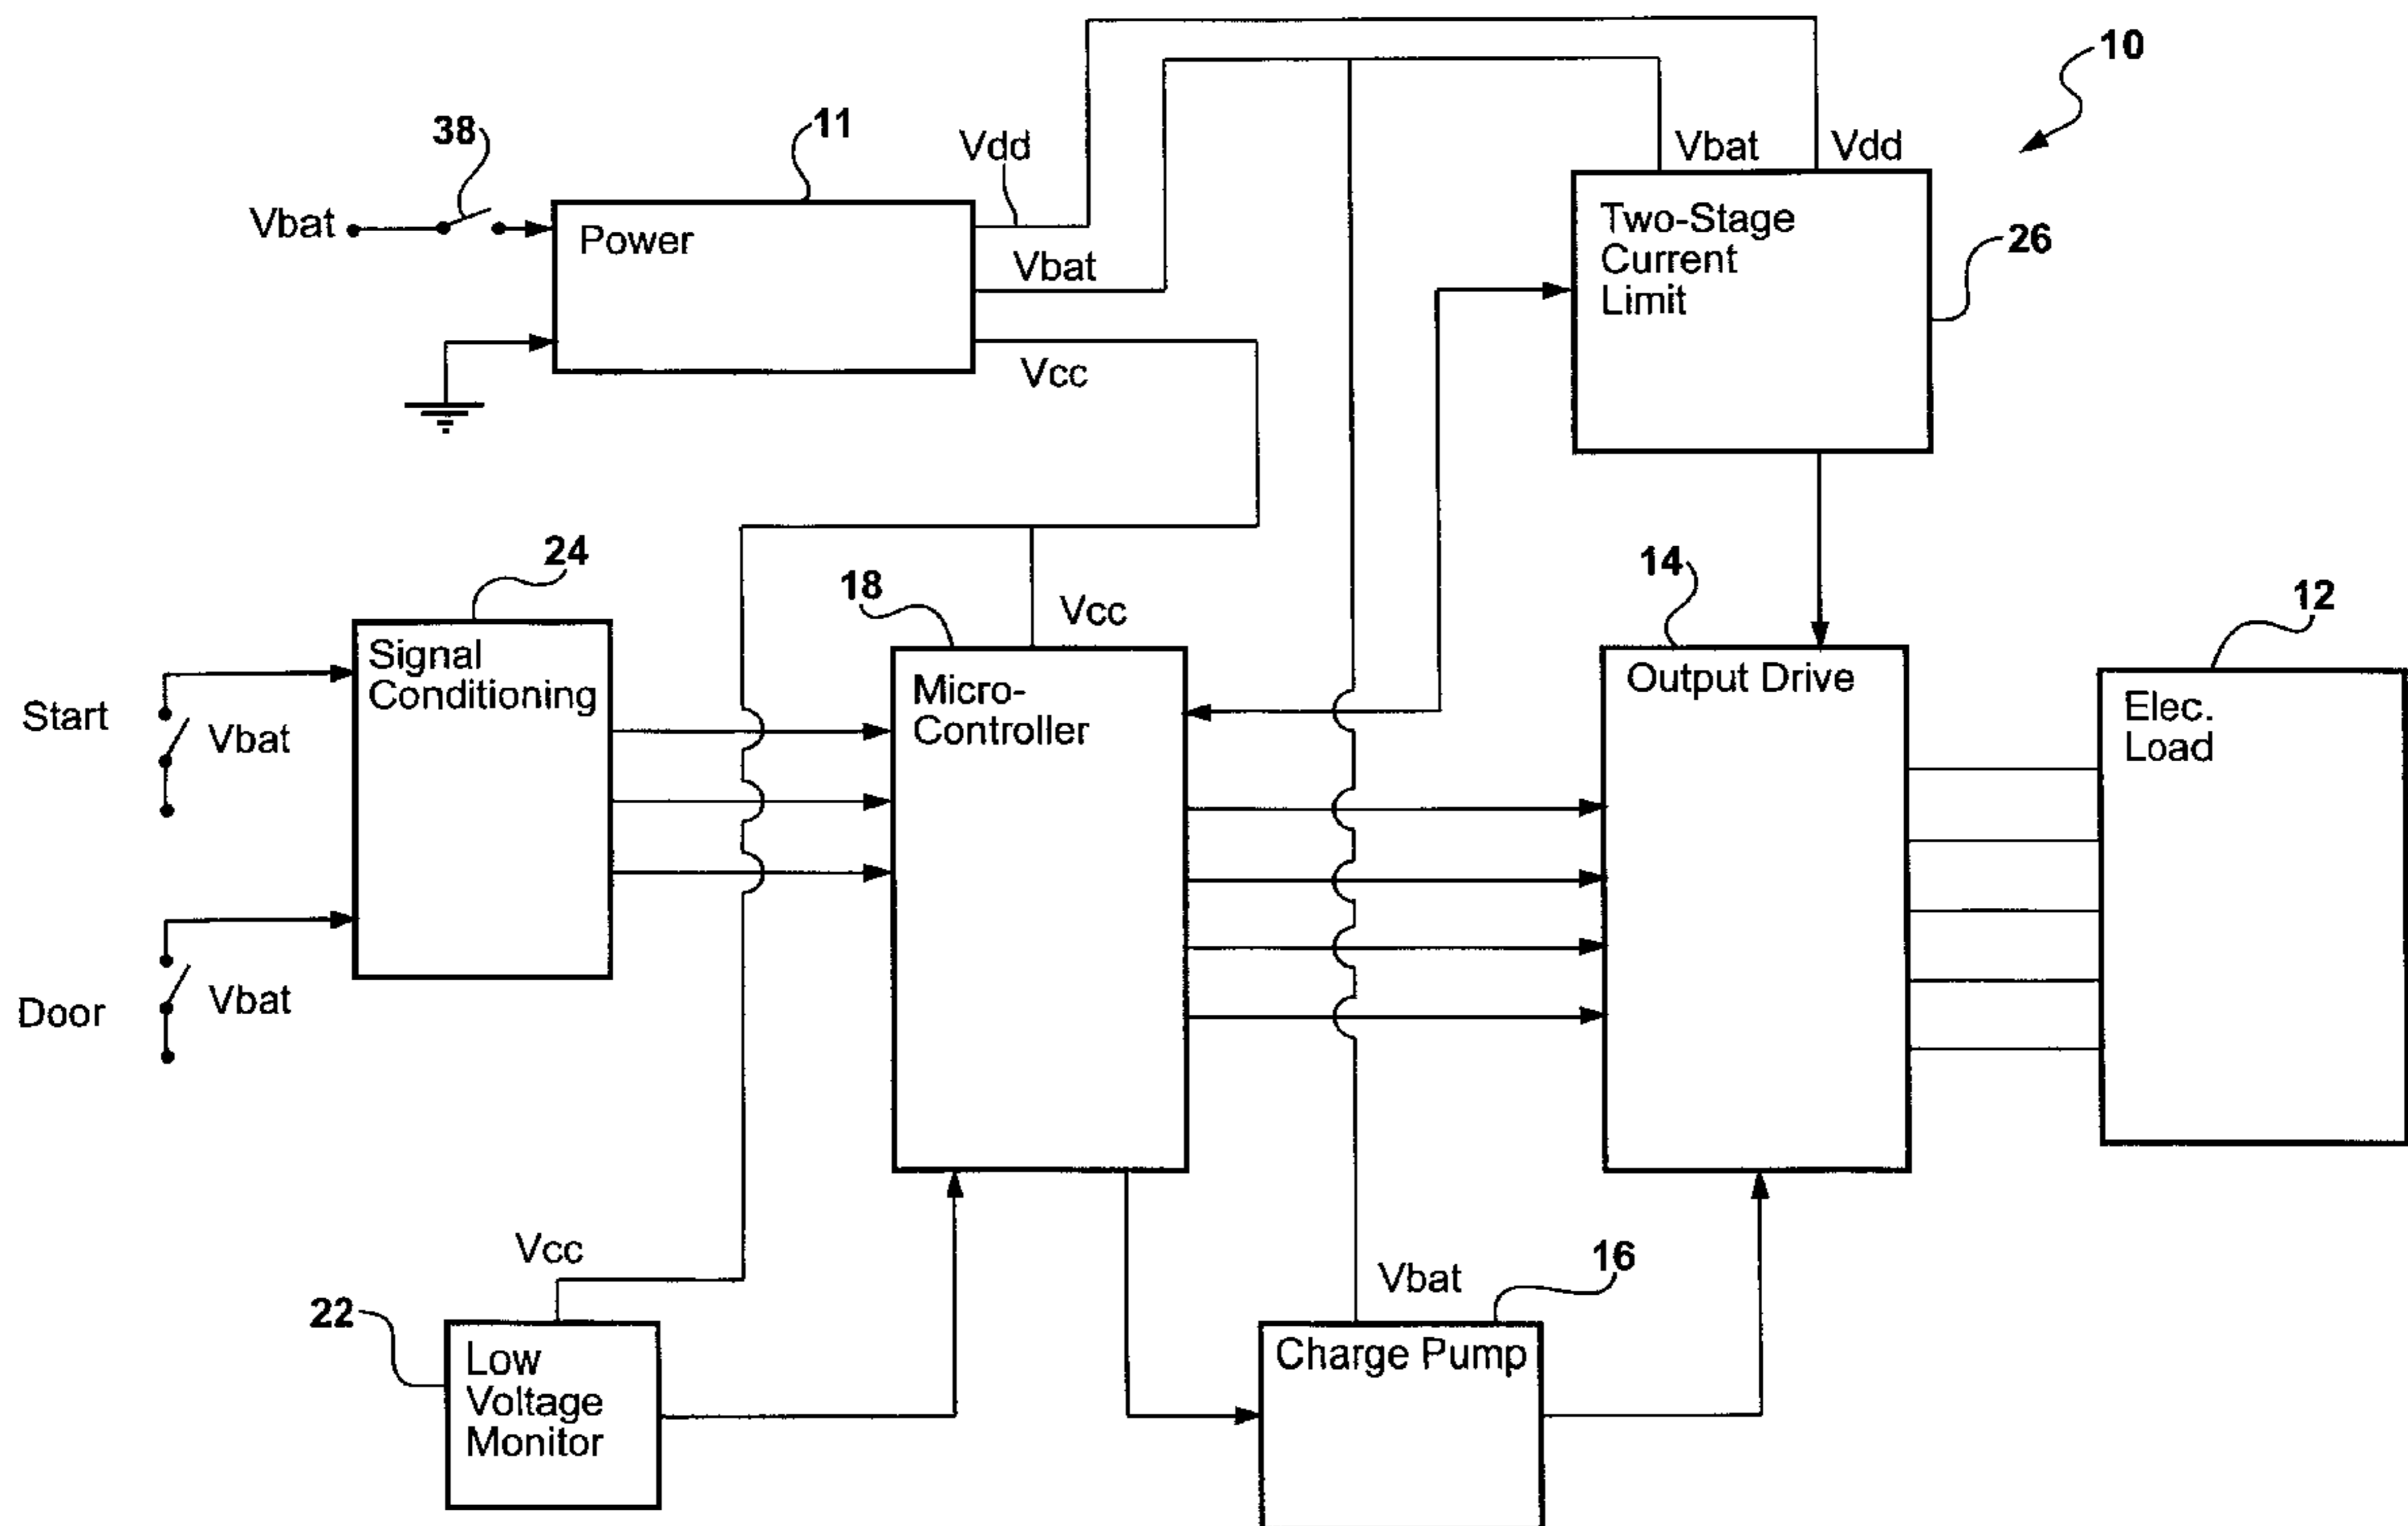 10
38
11
Vdd
Vbat
Vdd
Vbat
Power
Vbat
Vcc
Two-Stage
Current
Limit
26
24
18
Vcc
14
12
Signal
Conditioning
Start
Vbat
Micro-
Controller
Output Drive
Elec.
Load
Door
Vbat
Vcc
22
Low
Voltage
Monitor
Vbat
16
Charge Pump